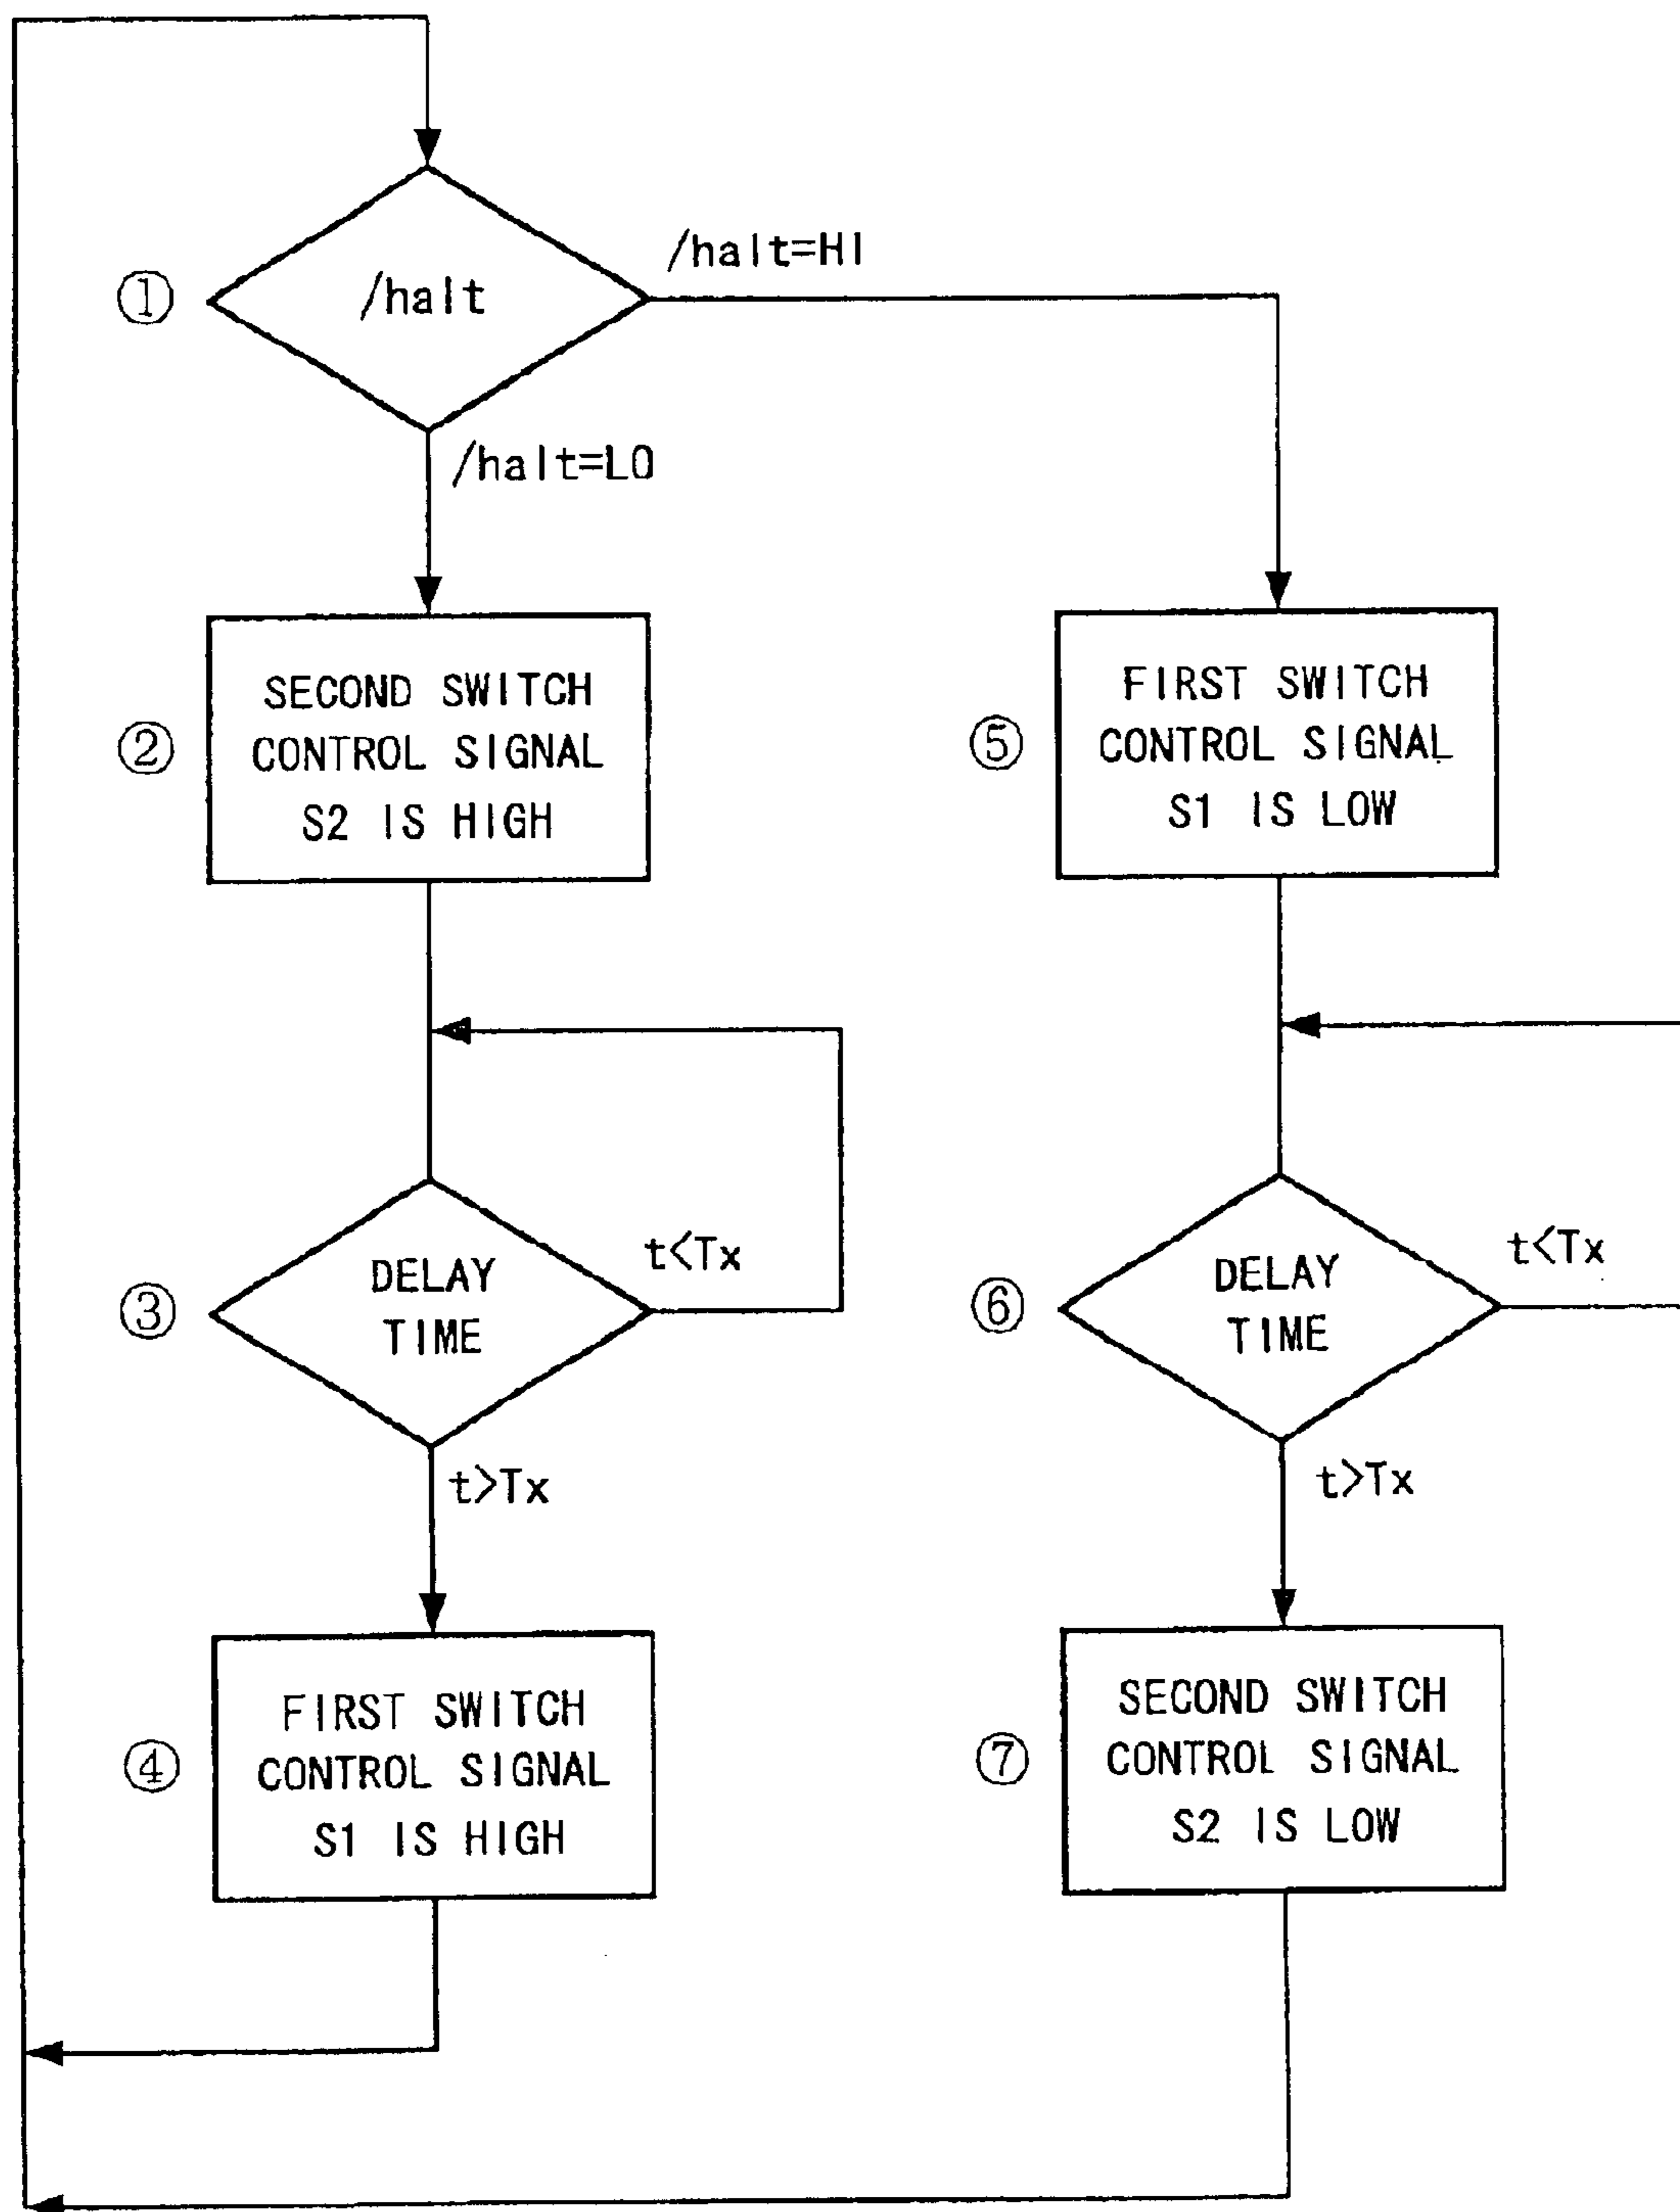 /halt=HI
①
/halt
/halt=LO
②
SECOND SWITCH
CONTROL SIGNAL
S2 IS HIGH
⑤
FIRST SWITCH
CONTROL SIGNAL
S1 IS LOW
③
DELAY
TIME
t<Tx
t>Tx
⑥
DELAY
TIME
t<Tx
t>Tx
④
FIRST SWITCH
CONTROL SIGNAL
S1 IS HIGH
⑦
SECOND SWITCH
CONTROL SIGNAL
S2 IS LOW